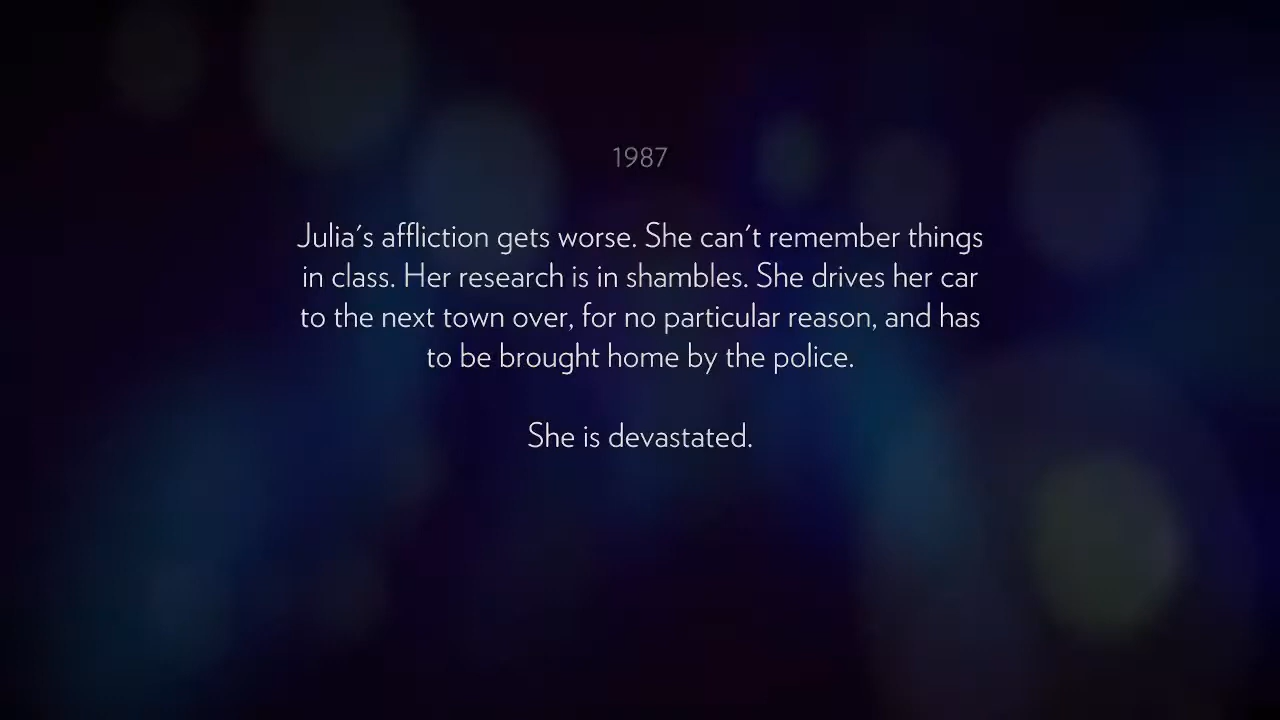 1987
Julia's affliction gets worse. She can't remember things
in class. Her research is in shambles. She drives her car
to the next town over, for no particular reason, and has
to be brought home by the police.
She is devastated.